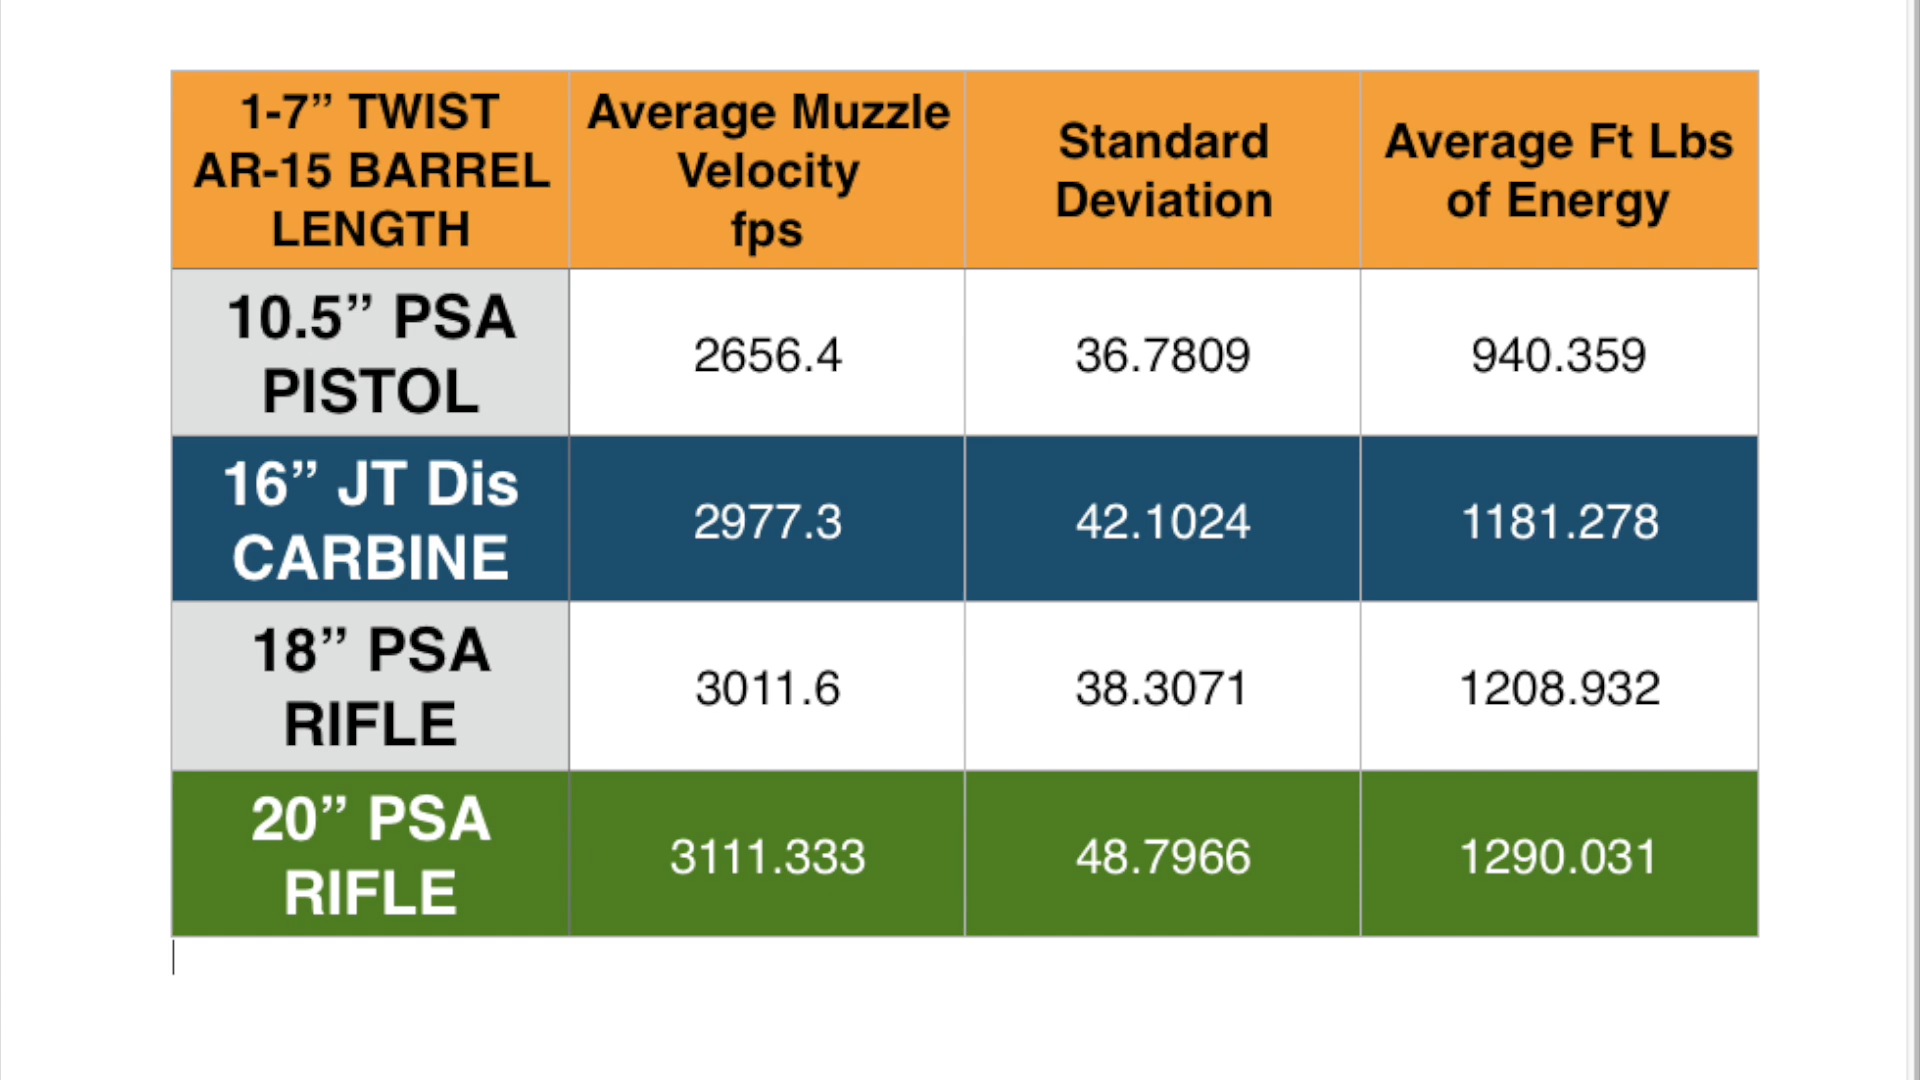 1-7” TWIST
AR-15 BARREL
LENGTH
Average Muzzle
Velocity
fps
Standard
Deviation
Average Ft Lbs
of Energy
10.5” PSA
PISTOL
2656.4
36.7809
940.359
16” JT Dis
CARBINE
2977.3
42.1024
1181.278
18” PSA
RIFLE
3011.6
38.3071
1208.932
20” PSA
RIFLE
3111.333
48.7966
1290.031